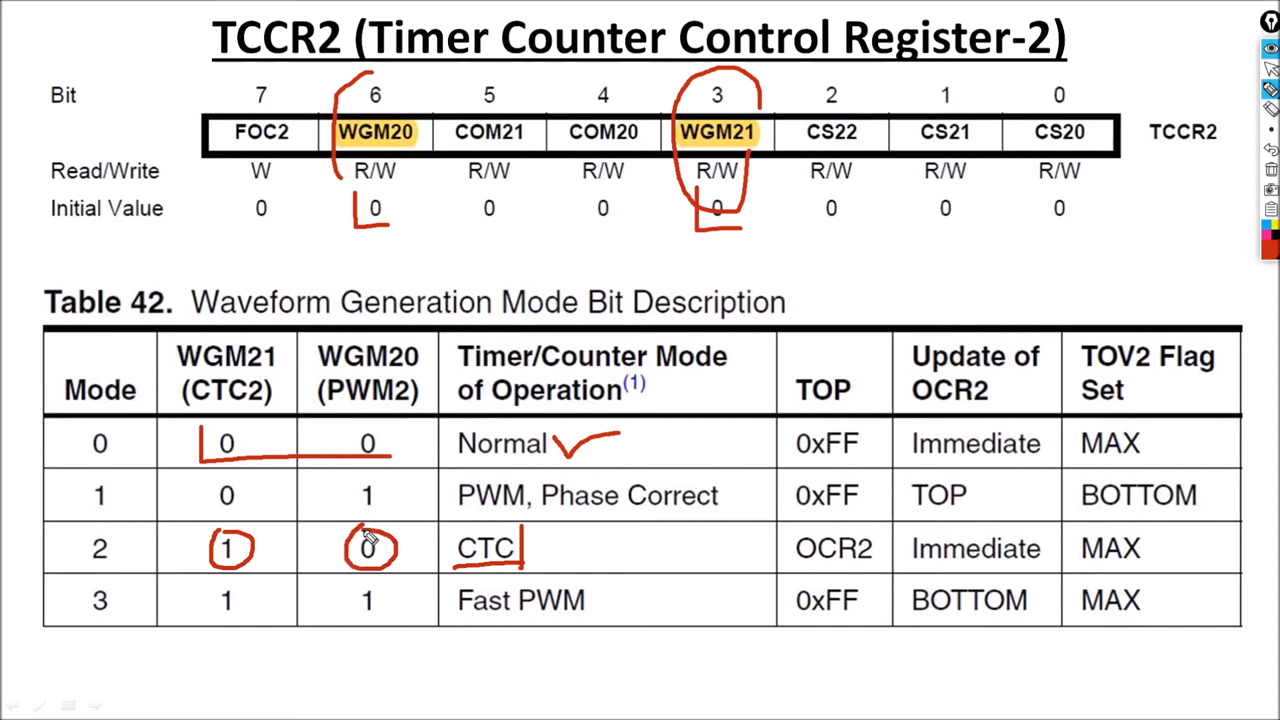 TCCR2 (Timer Counter Control Register-2)
Bit 7 6 5 4 3 2 1 0
FOC2 WGM20 COM21 COM20 WGM21 CS22 CS21 CS20 TCCR2
Read/Write W R/W R/W R/W R/W R/W R/W R/W
Initial Value 0 0 0 0 0 0 0 0
Table 42. Waveform Generation Mode Bit Description
WGM21 WGM20 Timer/Counter Mode Update of TOV2 Flag
Mode (CTC2) (PWM2) of Operation(1) TOP OCR2 Set
0 0 0 Normal 0xFF Immediate MAX
1 0 1 PWM, Phase Correct 0xFF TOP BOTTOM
2 1 0 CTC OCR2 Immediate MAX
3 1 1 Fast PWM 0xFF BOTTOM MAX